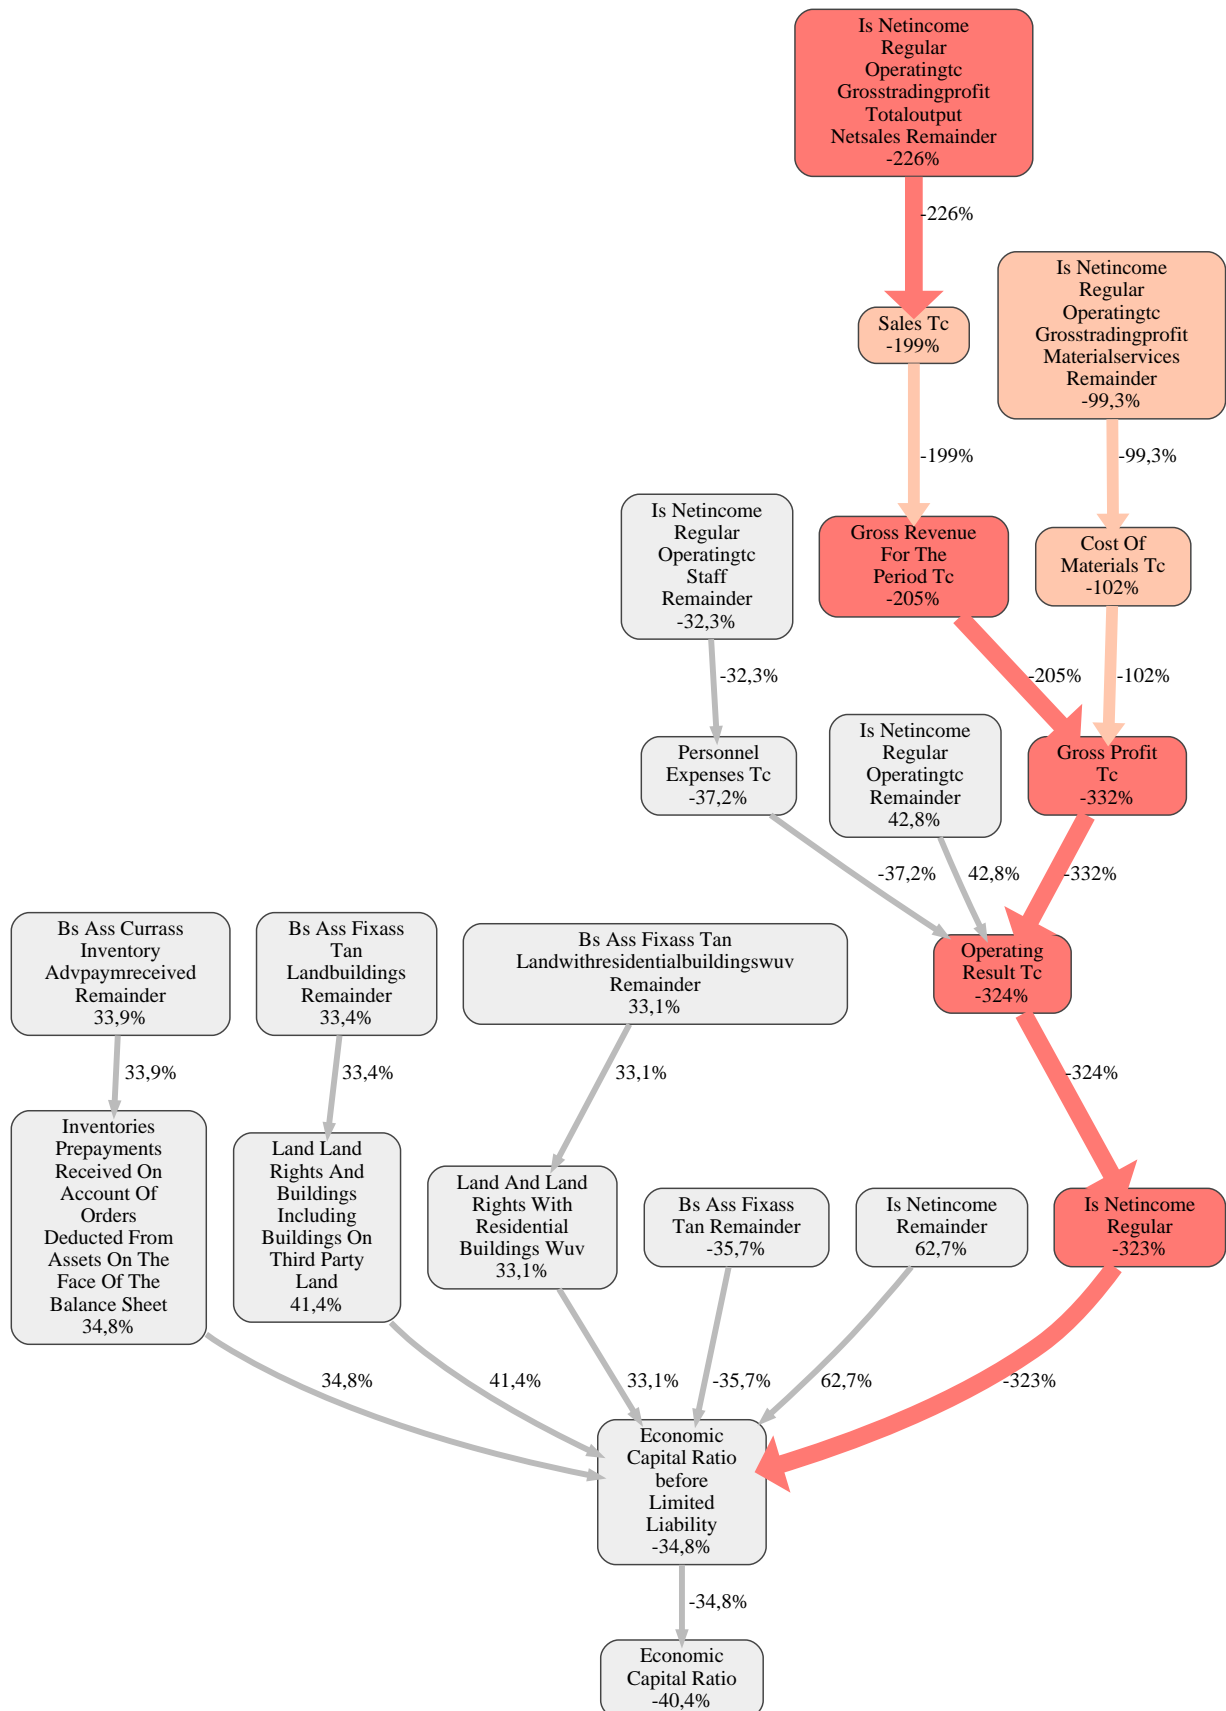 Is Netincome
Regular
Operatingtc
Grosstradingprofit
Totaloutput
Netsales Remainder
-226%
-226%
Is Netincome
Regular
Operatingtc
Grosstradingprofit
Materialservices
Remainder
-99,3%
Sales Tc
-199%
-199%
-99,3%
Is Netincome
Regular
Operatingtc
Staff
Remainder
-32,3%
Gross Revenue
For The
Period Tc
-205%
Cost Of
Materials Tc
-102%
-32,3%
-205%
-102%
Personnel
Expenses Tc
-37,2%
Is Netincome
Regular
Operatingtc
Remainder
42,8%
Gross Profit
Tc
-332%
-37,2%
42,8%
-332%
Bs Ass Currass
Inventory
Advpaymreceived
Remainder
33,9%
Bs Ass Fixass
Tan
Landbuildings
Remainder
33,4%
Bs Ass Fixass Tan
Landwithresidentialbuildingswuv
Remainder
33,1%
Operating
Result Tc
-324%
33,9%
33,4%
33,1%
-324%
Inventories
Prepayments
Received On
Account Of
Orders
Deducted From
Assets On The
Face Of The
Balance Sheet
34,8%
Land Land
Rights And
Buildings
Including
Buildings On
Third Party
Land
41,4%
Land And Land
Rights With
Residential
Buildings Wuv
33,1%
Bs Ass Fixass
Tan Remainder
-35,7%
Is Netincome
Remainder
62,7%
Is Netincome
Regular
-323%
34,8%
41,4%
33,1%
-35,7%
62,7%
-323%
Economic
Capital Ratio
before
Limited
Liability
-34,8%
-34,8%
Economic
Capital Ratio
-40,4%